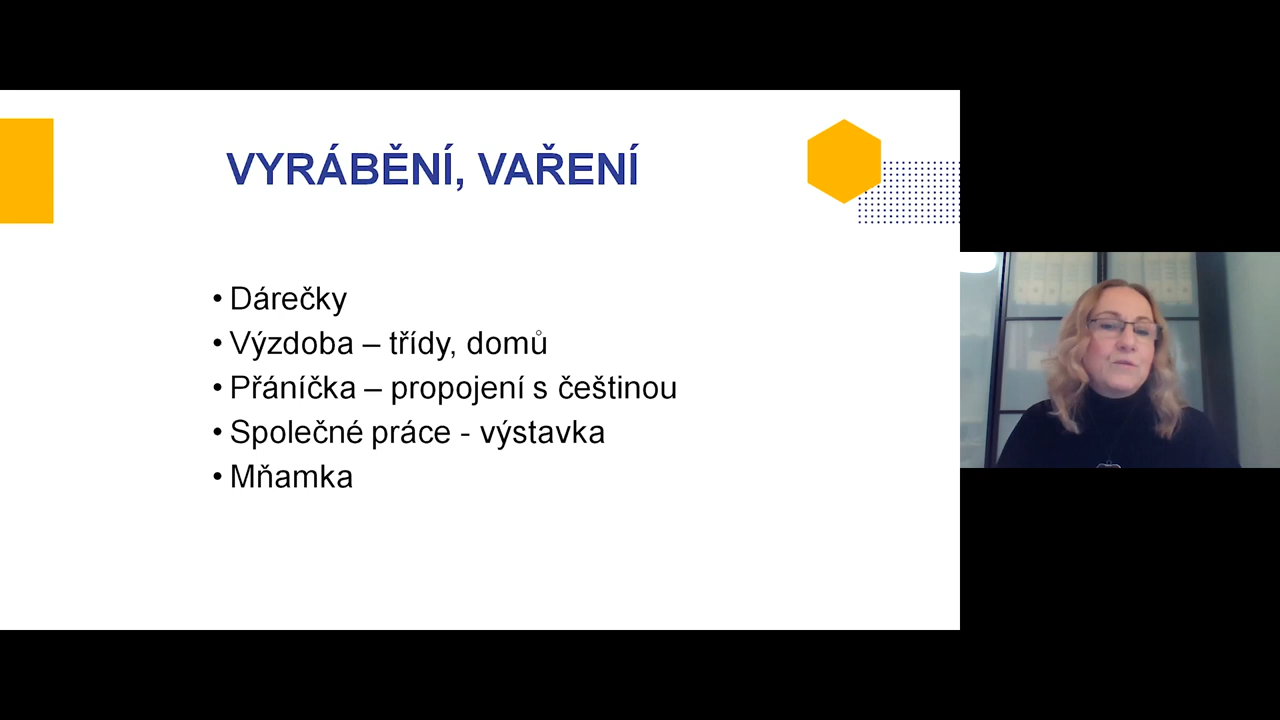 VYRÁBĚNÍ, VAŘENÍ
• Dárečky
• Výzdoba – třídy, domů
• Přáníčka – propojení s češtinou
• Společné práce - výstavka
• Mňamka